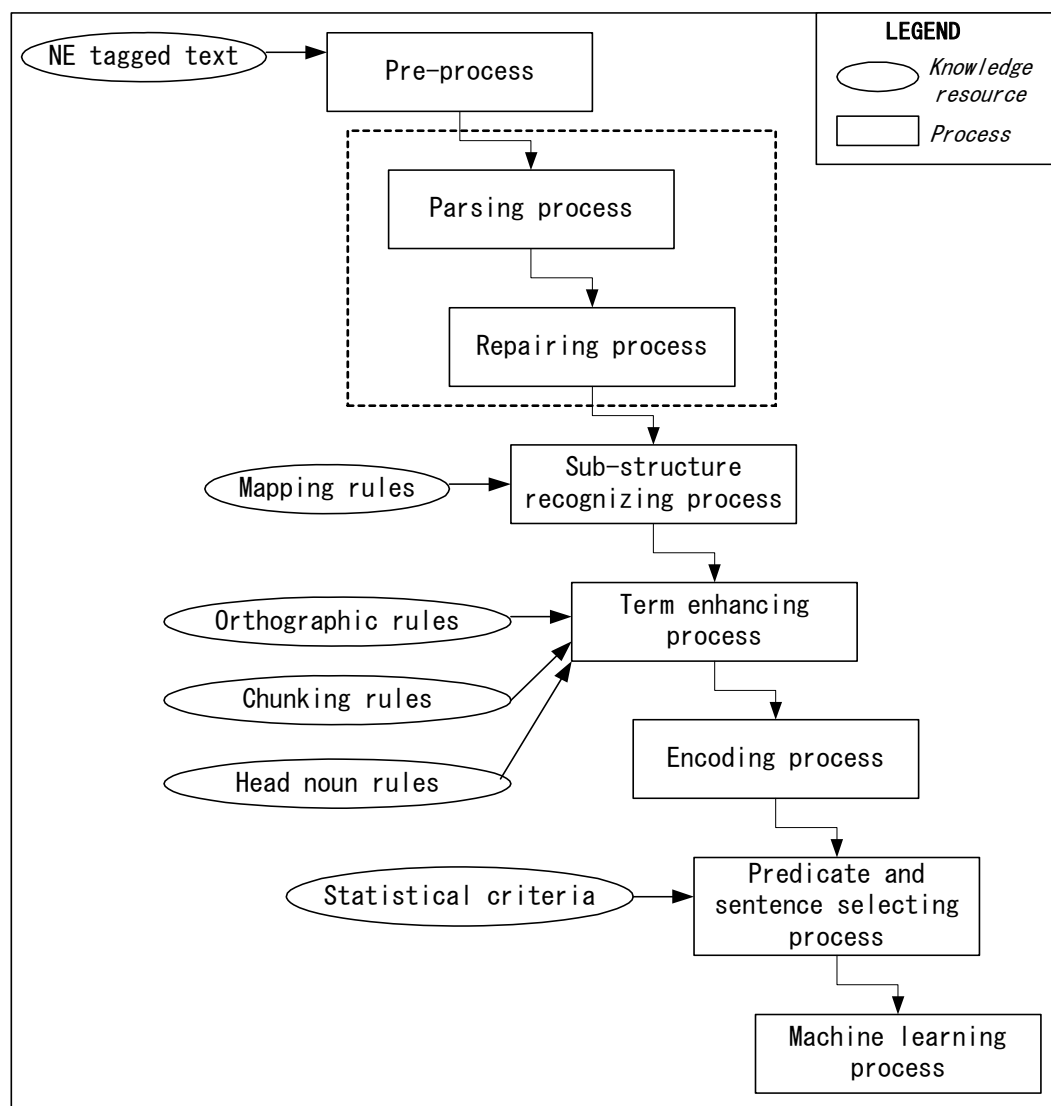 NE tagged text
Pre-process
LEGEND
Knowledge
resource
Process
Parsing process
Repairing process
Sub-structure
recognizing process
Mapping rules
Term enhancing
process
Orthographic rules
Chunking rules
Head noun rules
Encoding process
Predicate and
sentence selecting
process
Statistical criteria
Machine learning
process